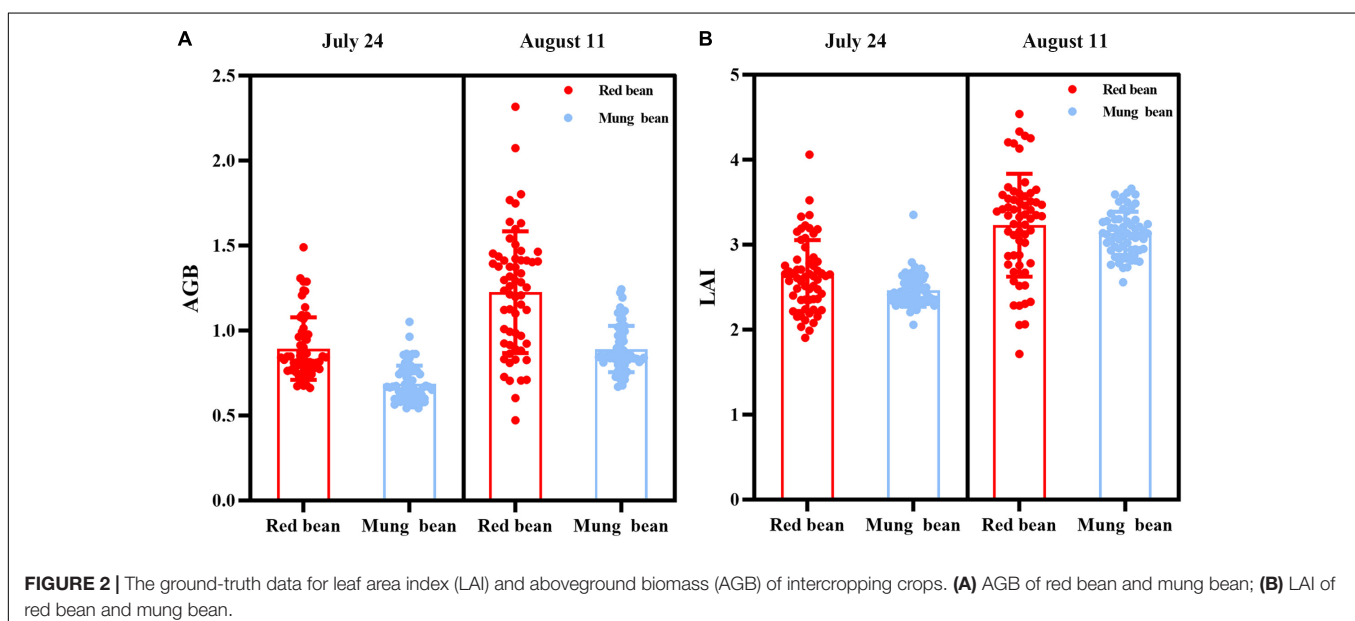 A
July 24
August 11
2.5
2.0
1.5
1.0
0.5
0.0
AGB
Red bean
Mung bean
Red bean
Mung bean
Red bean
Mung bean
B
July 24
August 11
5
4
3
2
1
0
LAI
Red bean
Mung bean
Red bean
Mung bean
Red bean
Mung bean
FIGURE 2 | The ground-truth data for leaf area index (LAI) and aboveground biomass (AGB) of intercropping crops. (A) AGB of red bean and mung bean; (B) LAI of
red bean and mung bean.